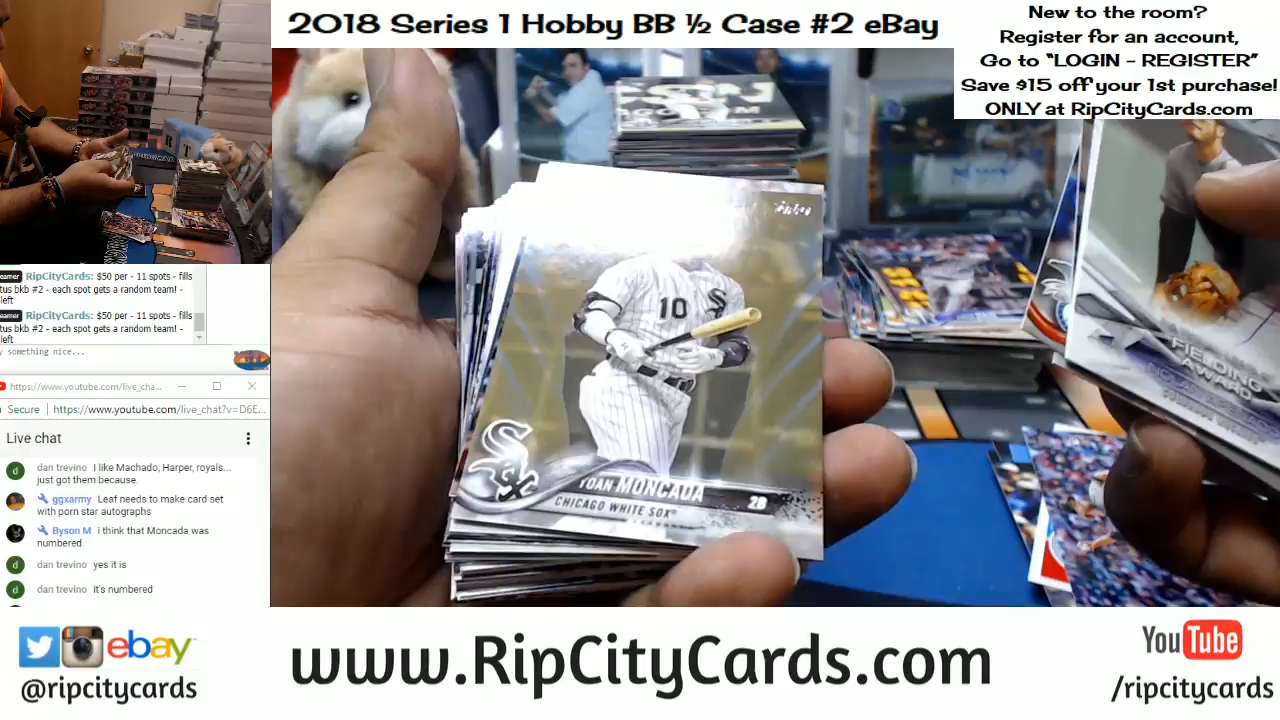 2018 Series 1 Hobby BB ½ Case #2 eBay
New to the room?
Register for an account,
Go to “LOGIN - REGISTER”
Save $15 off your 1st purchase!
ONLY at RipCityCards.com
10
YOAN MONCADA
2B
CHICAGO WHITE SOX
FIELDING
AWARD
eamer RipCityCards: $50 per - 11 spots - fills
tus bkb #2 - each spot gets a random team! -
left
eamer RipCityCards: $50 per - 11 spots - fills
tus bkb #2 - each spot gets a random team! -
left
y something nice...
https://www.youtube.com/live_cha...
Secure https://www.youtube.com/live_chat?v=D6E...
Live chat
dan trevino I like Machado, Harper, royals...
just got them because.
ggxarmy Leaf needs to make card set
with porn star autographs
Byson M i think that Moncada was
numbered
dan trevino yes it is
dan trevino it's numbered
ebay
@ripcitycards
www.RipCityCards.com
YouTube
/ripcitycards